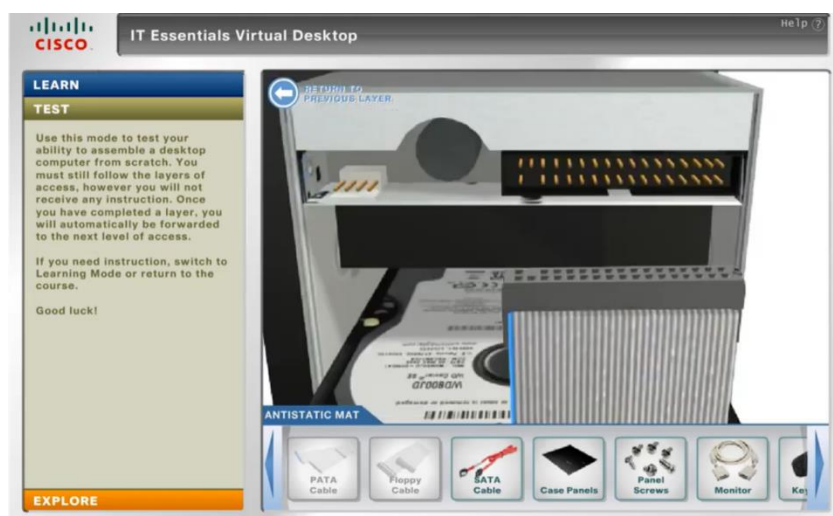 CISCO
IT Essentials Virtual Desktop
Help ?
LEARN
TEST
Use this mode to test your
ability to assemble a desktop
computer from scratch. You
must still follow the layers of
access, however you will not
receive any instruction. Once
you have completed a layer, you
will automatically be forwarded
to the next level of access.
If you need instruction, switch to
Learning Mode or return to the
course.
Good luck!
EXPLORE
RETURN TO
PREVIOUS LAYER
WD800JD
ANTISTATIC MAT
PATA
Cable
Floppy
Cable
SATA
Cable
Case Panels
Panel
Screws
Monitor